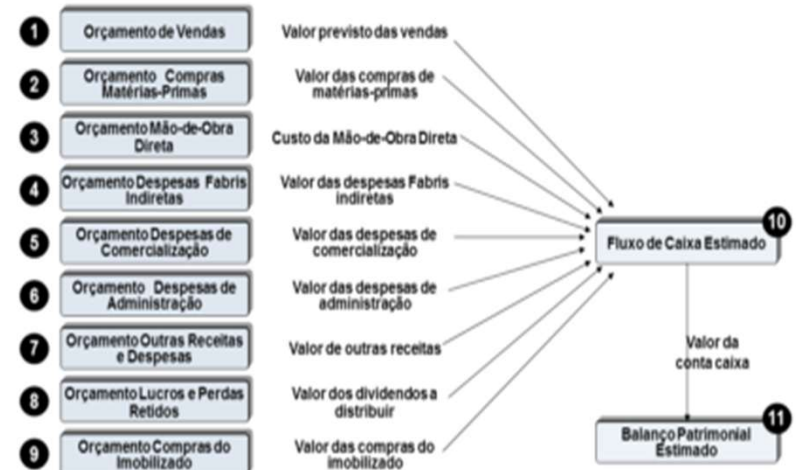 1
Orçamento de Vendas
Valor previsto das vendas
2
Orçamento Compras
Matérias-Primas
Valor das compras de
matérias-primas
3
Orçamento Mão-de-Obra
Direta
Custo da Mão-de-Obra Direta
4
Orçamento Despesas Fabris
Indiretas
Valor das despesas Fabris
indiretas
5
Orçamento Despesas de
Comercialização
Valor das despesas de
comercialização
6
Orçamento Despesas de
Administração
Valor das despesas de
administração
7
Orçamento Outras Receitas
e Despesas
Valor de outras receitas
8
Orçamento Lucros e Perdas
Retidos
Valor dos dividendos a
distribuir
9
Orçamento Compras do
Imobilizado
Valor das compras do
imobilizado
10
Fluxo de Caixa Estimado
Valor da
conta caixa
11
Balanço Patrimonial
Estimado